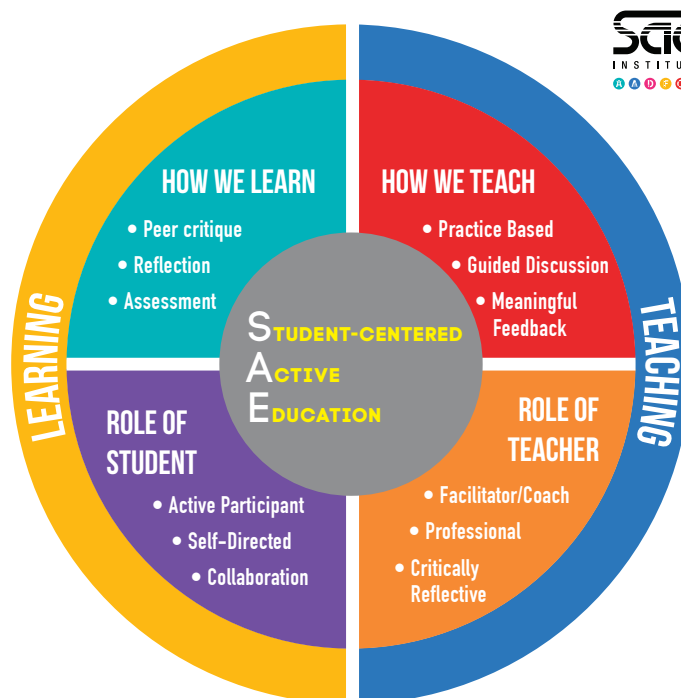 SAE
INSTITU
A A D F
HOW WE LEARN
• Peer critique
• Reflection
• Assessment
HOW WE TEACH
• Practice Based
• Guided Discussion
• Meaningful
Feedback
LEARNING
TEACHING
STUDENT-CENTERED
ACTIVE
EDUCATION
ROLE OF
STUDENT
• Active Participant
• Self-Directed
• Collaboration
ROLE OF
TEACHER
• Facilitator/Coach
• Professional
• Critically
Reflective